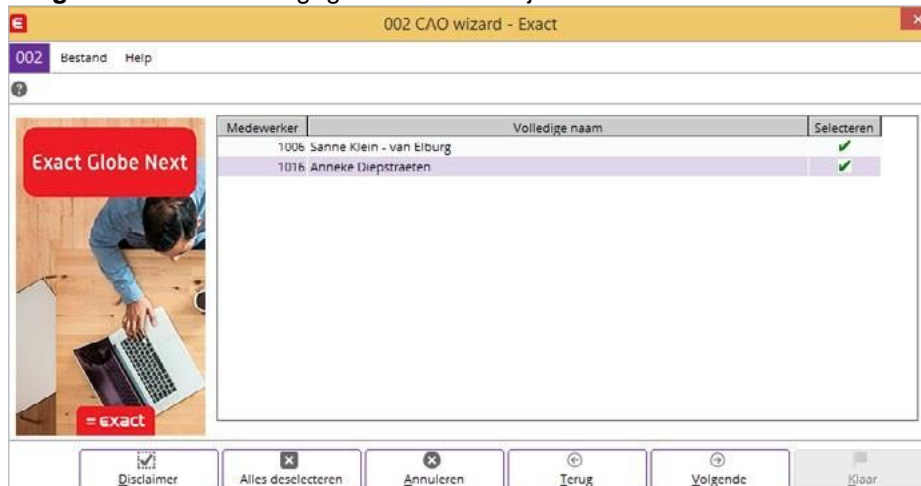 002 CAO wizard - Exact
002 Bestand Help
Medewerker Volledige naam Selecteren
1006 Sanne Klein - van Elburg
1016 Anneke Diepstraeten
Exact Globe Next
= exact
Disclaimer Alles deselecteren Annuleren Terug Volgende Klaar